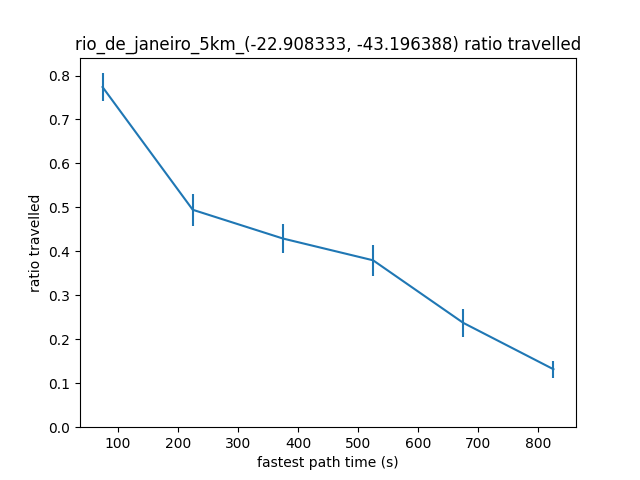 rio_de_janeiro_5km_(-22.908333, -43.196388) ratio travelled
0.8
0.7
0.6
0.5
0.4
0.3
0.2
0.1
0.0
ratio travelled
100 200 300 400 500 600 700 800
fastest path time (s)